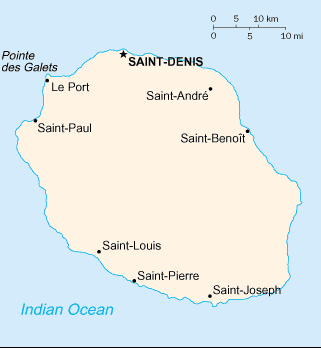 0 5 10 km
0 5 10 mi
Pointe
des Galets
SAINT-DENIS
Le Port
Saint-André
Saint-Paul
Saint-Benoît
Saint-Louis
Saint-Pierre
Saint-Joseph
Indian Ocean